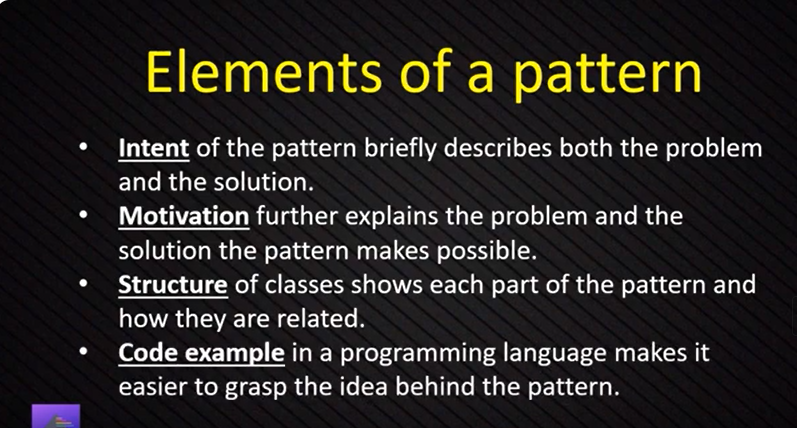 Elements of a pattern
• Intent of the pattern briefly describes both the problem
and the solution.
• Motivation further explains the problem and the
solution the pattern makes possible.
• Structure of classes shows each part of the pattern and
how they are related.
• Code example in a programming language makes it
easier to grasp the idea behind the pattern.